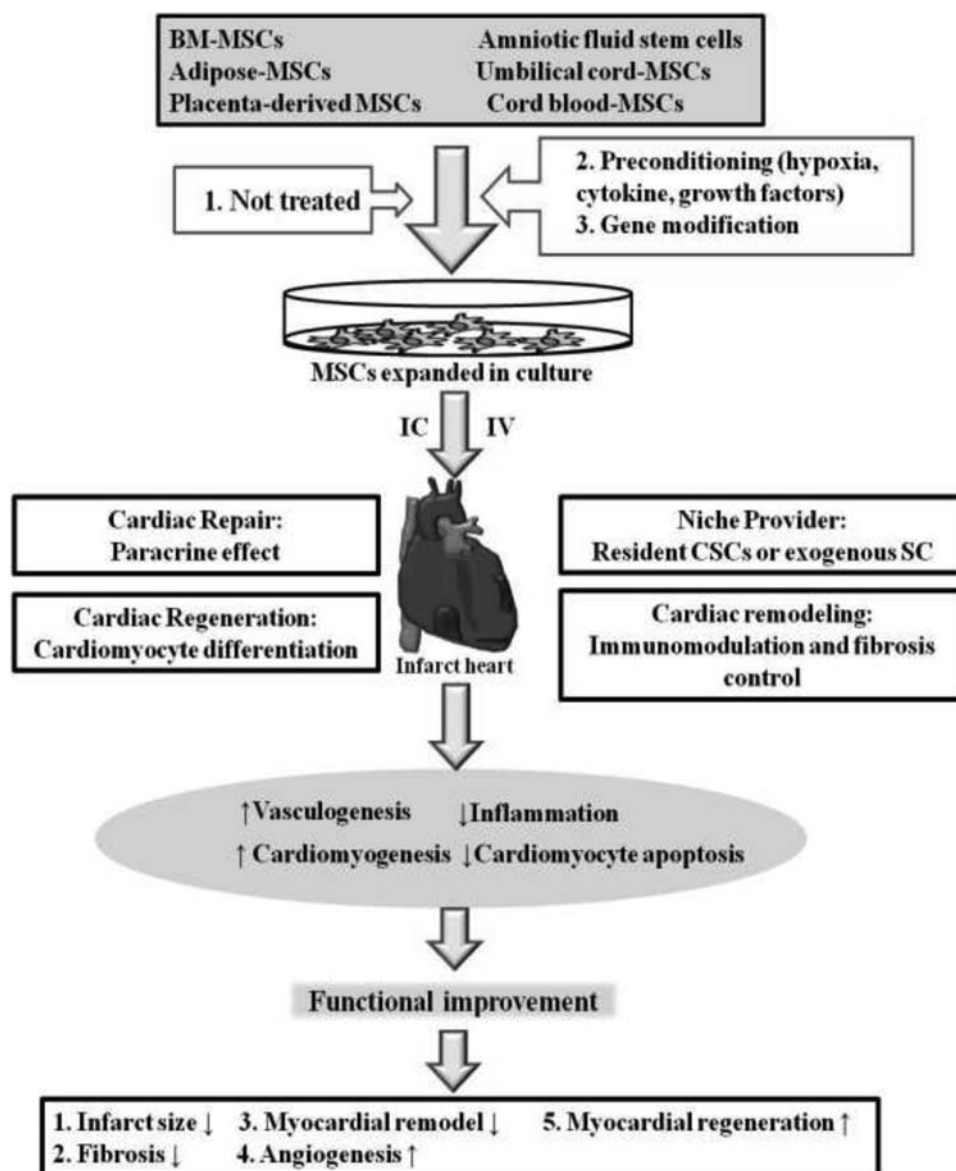 BM-MSCs Amniotic fluid stem cells
Adipose-MSCs Umbilical cord-MSCs
Placenta-derived MSCs Cord blood-MSCs
1. Not treated
2. Preconditioning (hypoxia,
cytokine, growth factors)
3. Gene modification
MSCs expanded in culture
IC IV
Cardiac Repair:
Paracrine effect
Niche Provider:
Resident CSCs or exogenous SC
Cardiac Regeneration:
Cardiomyocyte differentiation
Cardiac remodeling:
Immunomodulation and fibrosis
control
Infarct heart
↑Vasculogenesis ↓Inflammation
↑ Cardiomyogenesis ↓Cardiomyocyte apoptosis
Functional improvement
1. Infarct size ↓ 3. Myocardial remodel ↓ 5. Myocardial regeneration ↑
2. Fibrosis ↓ 4. Angiogenesis ↑